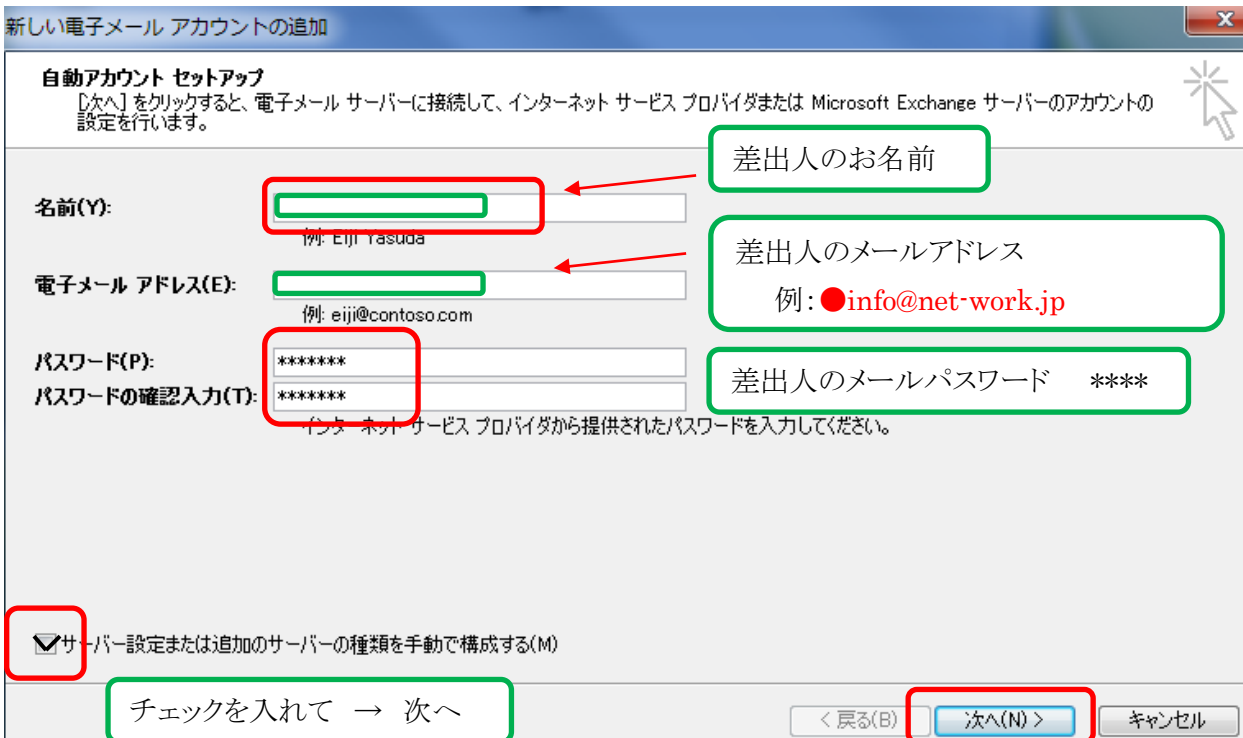 新しい電子メール アカウントの追加
自動アカウント セットアップ
[次へ] をクリックすると、電子メール サーバーに接続して、インターネット サービス プロバイダまたは Microsoft Exchange サーバーのアカウントの
設定を行います。
差出人のお名前
名前(Y):
例: Eiji Yasuda
差出人のメールアドレス
電子メール アドレス(E):
例：●info@net-work.jp
例: eiji@contoso.com
パスワード(P):
*******
差出人のメールパスワード ****
パスワードの確認入力(T):
*******
インターネット サービス プロバイダから提供されたパスワードを入力してください。
サーバー設定または追加のサーバーの種類を手動で構成する(M)
チェックを入れて → 次へ
< 戻る(B)
次へ(N) >
キャンセル